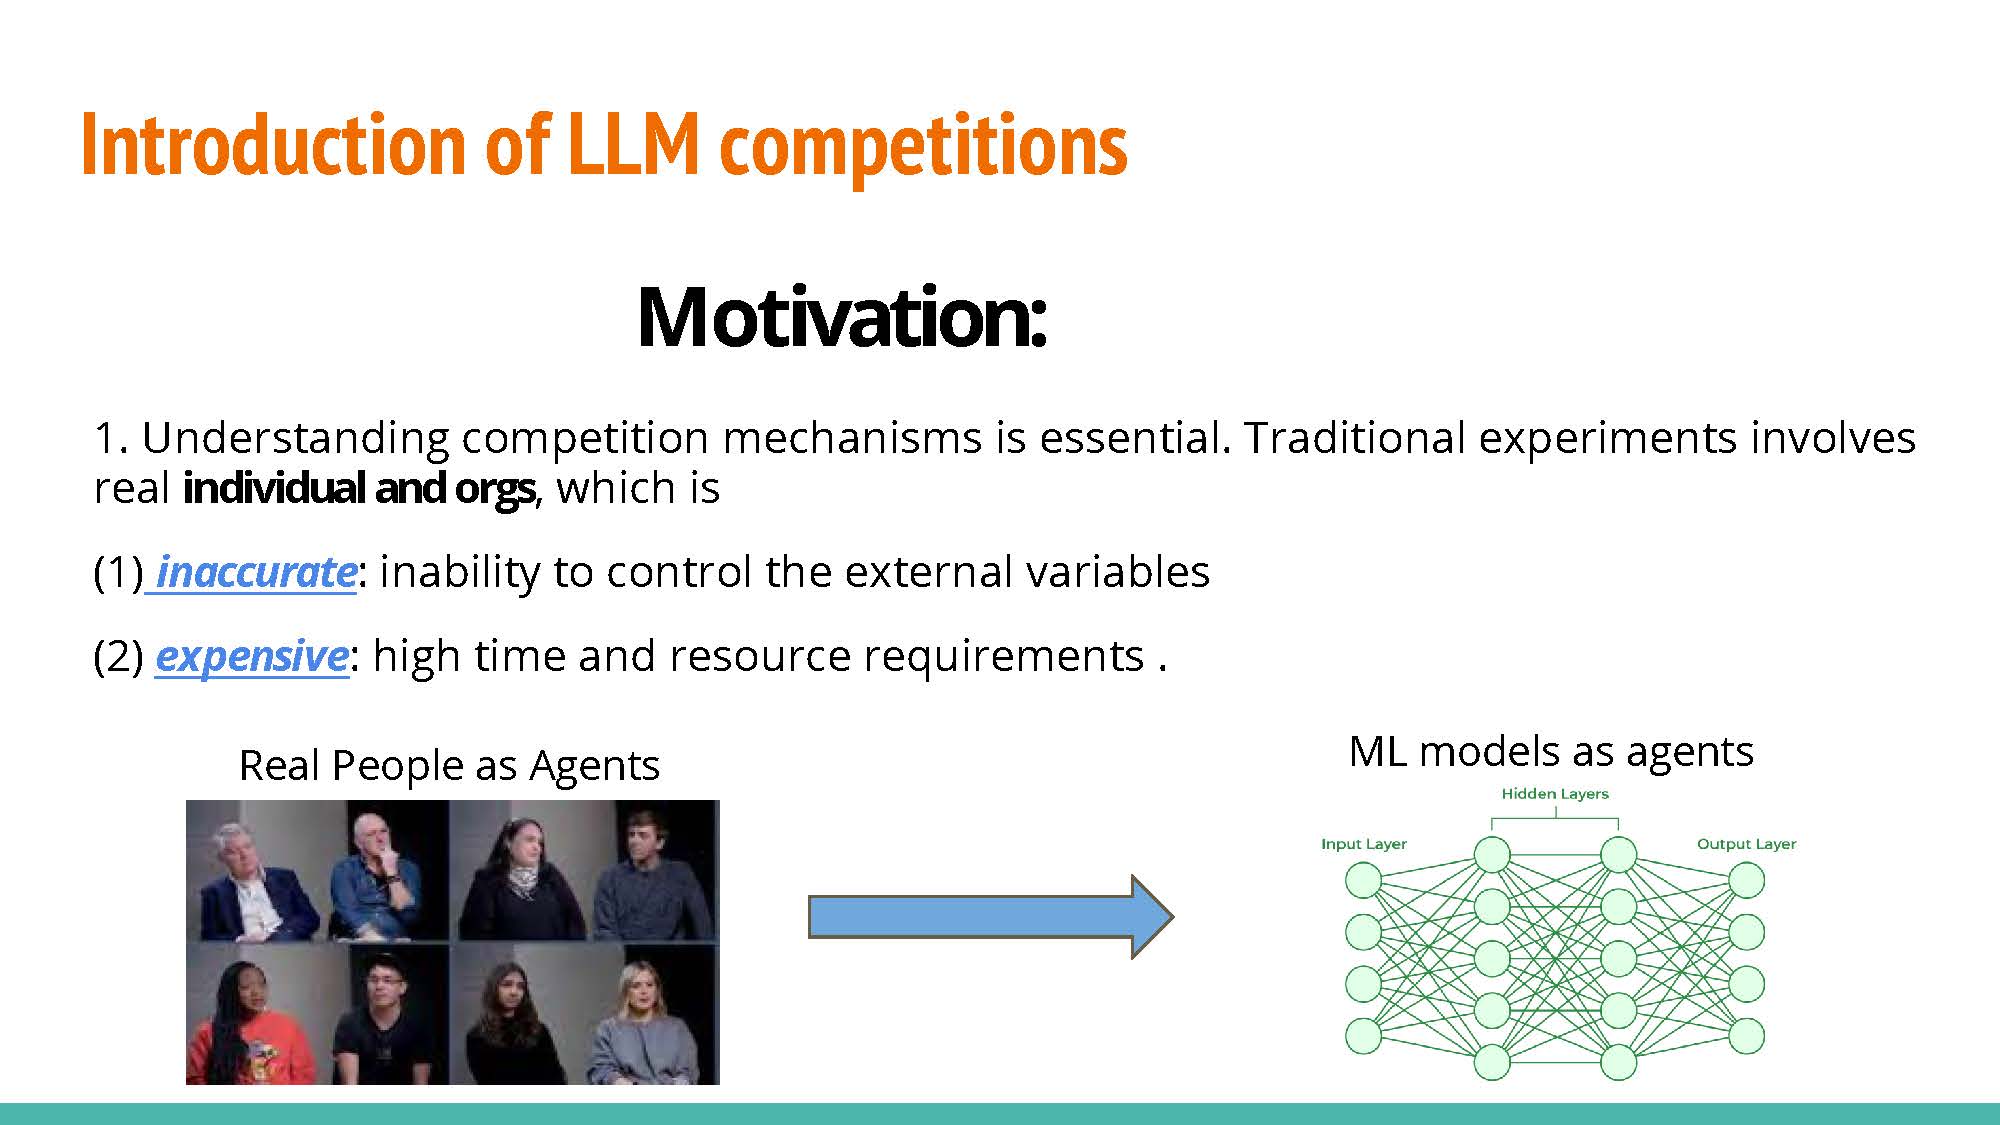 Introduction of LLM competitions
Motivation:
1. Understanding competition mechanisms is essential. Traditional experiments involves
real individual and orgs, which is
(1) inaccurate: inability to control the external variables
(2) expensive: high time and resource requirements .
Real People as Agents
ML models as agents
Hidden Layers
Input Layer
Output Layer